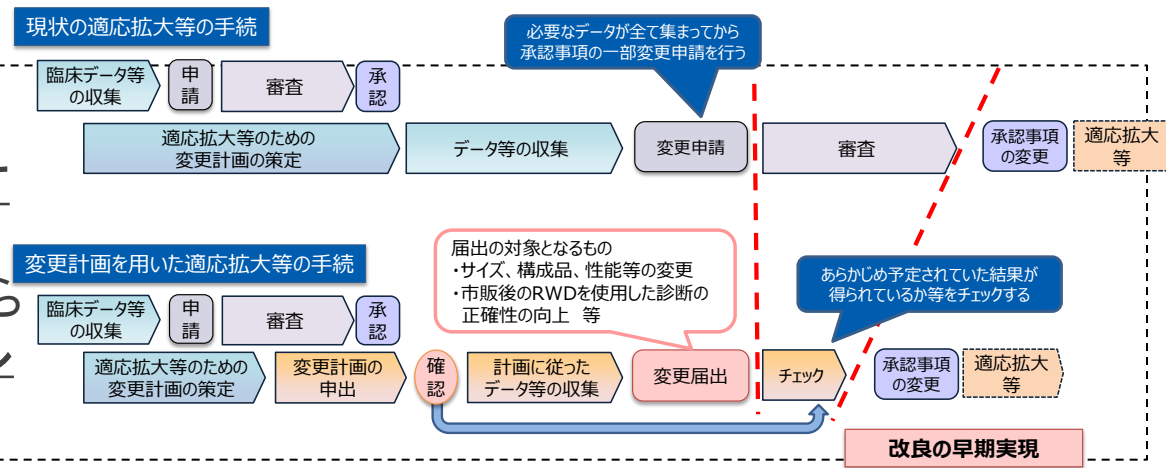 現状の適応拡大等の手続
必要なデータが全て集まってから
承認事項の一部変更申請を行う
臨床データ等
の収集
申
請
審査
承
認
適応拡大等のための
変更計画の策定
データ等の収集
変更申請
審査
承認事項
の変更
適応拡大
等
変更計画を用いた適応拡大等の手続
届出の対象となるもの
・サイズ、構成品、性能等の変更
・市販後のRWDを使用した診断の
正確性の向上 等
あらかじめ予定されていた結果が
得られているか等をチェックする
臨床データ等
の収集
申
請
審査
承
認
適応拡大等のための
変更計画の策定
変更計画の
申出
確
認
計画に従った
データ等の収集
変更届出
チェック
承認事項
の変更
適応拡大
等
改良の早期実現